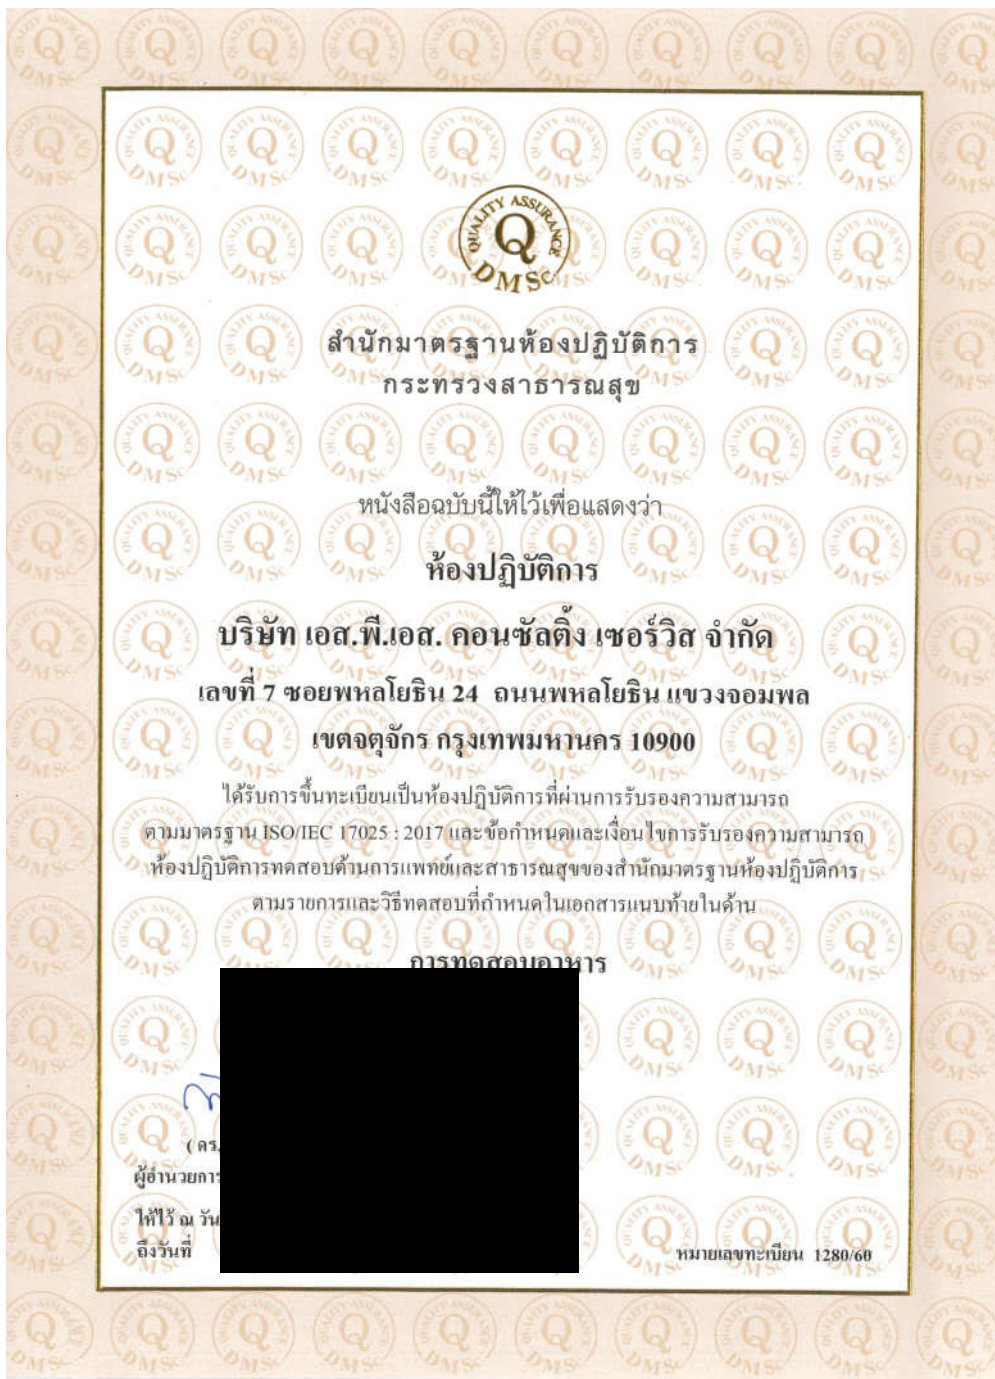 QUALITY ASSURANCE
Q
DMSc
สำนักมาตรฐานห้องปฏิบัติการ
กระทรวงสาธารณสุข
หนังสือฉบับนี้ให้ไว้เพื่อแสดงว่า
ห้องปฏิบัติการ
บริษัท เอส.พี.เอส. คอนซัลติ้ง เซอร์วิส จำกัด
เลขที่ 7 ซอยพหลโยธิน 24 ถนนพหลโยธิน แขวงจอมพล
เขตจตุจักร กรุงเทพมหานคร 10900
ได้รับการขึ้นทะเบียนเป็นห้องปฏิบัติการที่ผ่านการรับรองความสามารถ
ตามมาตรฐาน ISO/IEC 17025 : 2017 และข้อกำหนดและเงื่อนไขการรับรองความสามารถ
ห้องปฏิบัติการทดสอบด้านการแพทย์และสาธารณสุขของสำนักมาตรฐานห้องปฏิบัติการ
ตามรายการและวิธีทดสอบที่กำหนดในเอกสารแนบท้ายในด้าน
การทดสอบอาหาร
( ดร.
ผู้อำนวยการ
ให้ไว้ ณ วัน
ถึงวันที่
หมายเลขทะเบียน 1280/60